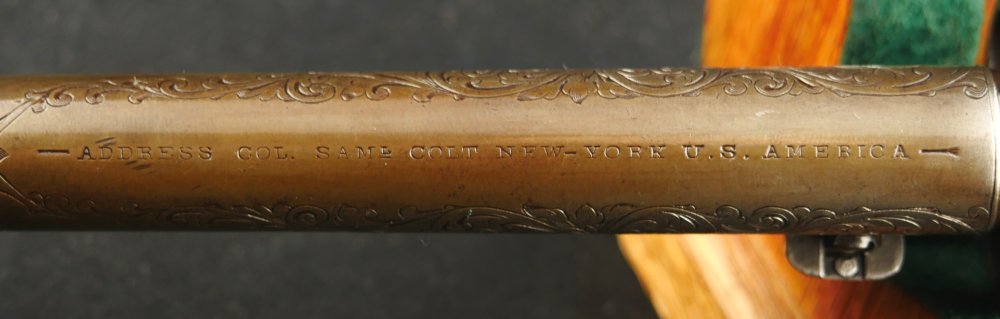 — ADDRESS COL. SAMᴸ COLT NEW-YORK U.S. AMERICA —